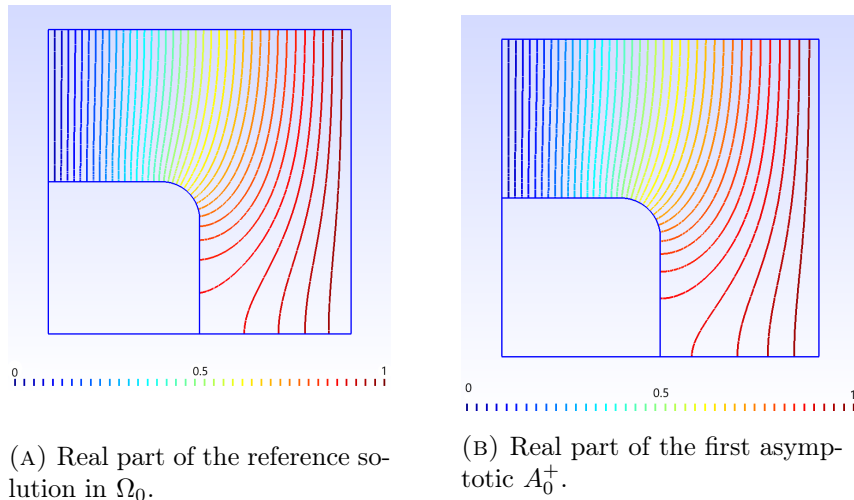 0 0.5 1
0 0.5 1
(A) Real part of the reference so-
lution in Ω₀.
(B) Real part of the first asymp-
totic A₀⁺.